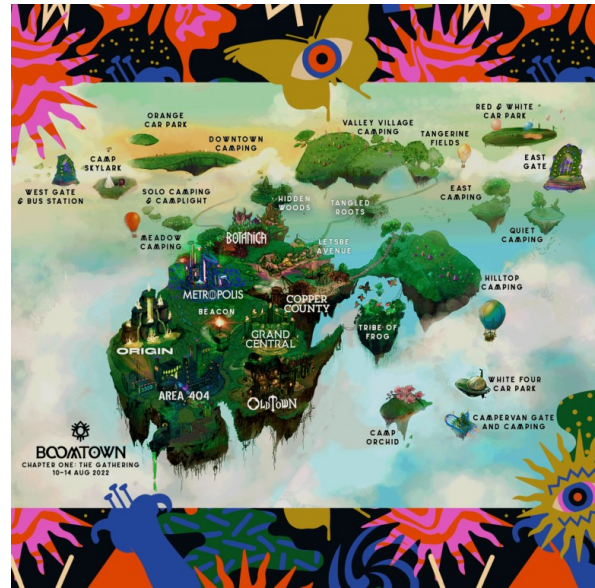 RED & WHITE
CAR PARK
ORANGE
CAR PARK
VALLEY VILLAGE
CAMPING
TANGERINE
FIELDS
DOWNTOWN
CAMPING
EAST
GATE
CAMP
SKYLARK
WEST GATE
& BUS STATION
SOLO CAMPING
& CAMPLIGHT
HIDDEN
WOODS
TANGLED
ROOTS
EAST
CAMPING
MEADOW
CAMPING
BOTANICA
LETSBE
AVENUE
QUIET
CAMPING
HILLTOP
CAMPING
METROPOLIS
COPPER
COUNTY
BEACON
TRIBE OF
FROG
GRAND
CENTRAL
ORIGIN
WHITE FOUR
CAR PARK
AREA 404
OLDTOWN
CAMP
ORCHID
CAMPERVAN GATE
AND CAMPING
BOOMTOWN
CHAPTER ONE: THE GATHERING
10-14 AUG 2022